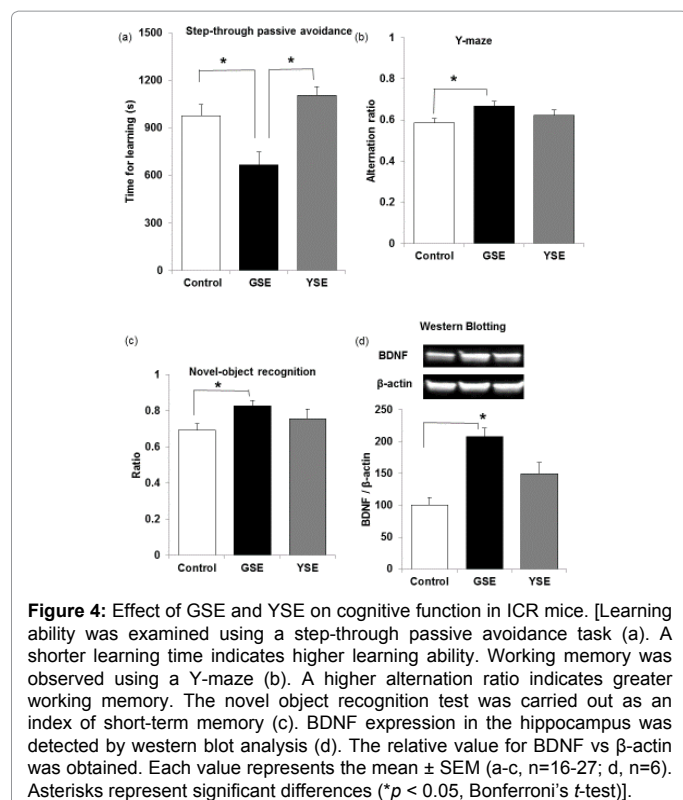 (a)
Step-through passive avoidance
*
*
Time for learning (s)
1500
1200
900
600
300
0
Control
GSE
YSE
(b)
Y-maze
*
Alternation ratio
1
0.8
0.6
0.4
0.2
0
Control
GSE
YSE
(c)
Novel-object recognition
*
Ratio
1
0.8
0.6
0.4
0.2
0
Control
GSE
YSE
(d)
Western Blotting
BDNF
β-actin
*
BDNF / β-actin
250
200
150
100
50
0
Control
GSE
YSE
Figure 4: Effect of GSE and YSE on cognitive function in ICR mice. [Learning
ability was examined using a step-through passive avoidance task (a). A
shorter learning time indicates higher learning ability. Working memory was
observed using a Y-maze (b). A higher alternation ratio indicates greater
working memory. The novel object recognition test was carried out as an
index of short-term memory (c). BDNF expression in the hippocampus was
detected by western blot analysis (d). The relative value for BDNF vs β-actin
was obtained. Each value represents the mean ± SEM (a-c, n=16-27; d, n=6).
Asterisks represent significant differences (*p < 0.05, Bonferroni's t-test)].